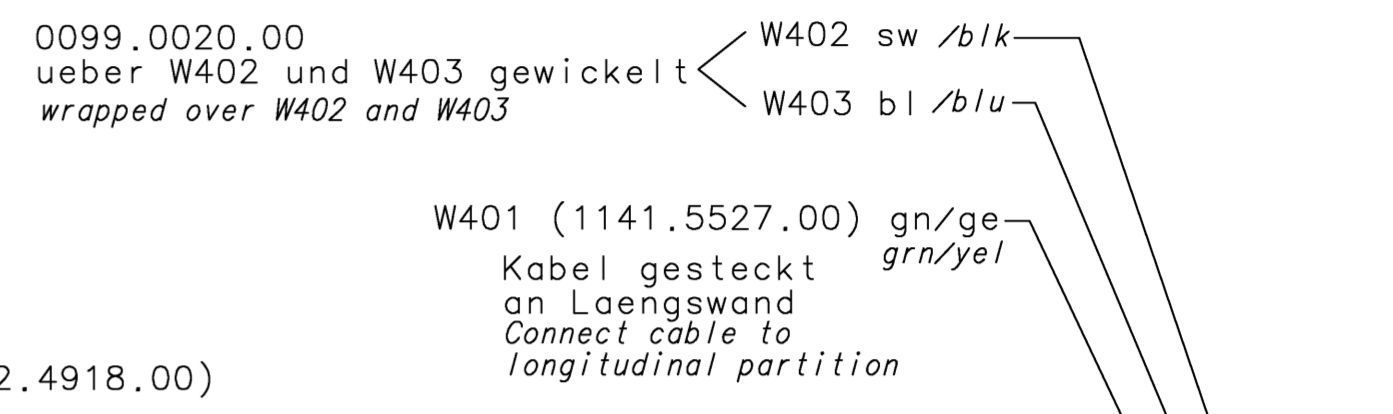 0099.0020.00
ueber W402 und W403 gewickelt
wrapped over W402 and W403
W402 sw /blk
W403 bl /blu
W401 (1141.5527.00) gn/ge
grn/yel
Kabel gesteckt
an Laengswand
Connect cable to
longitudinal partition
2.4918.00)